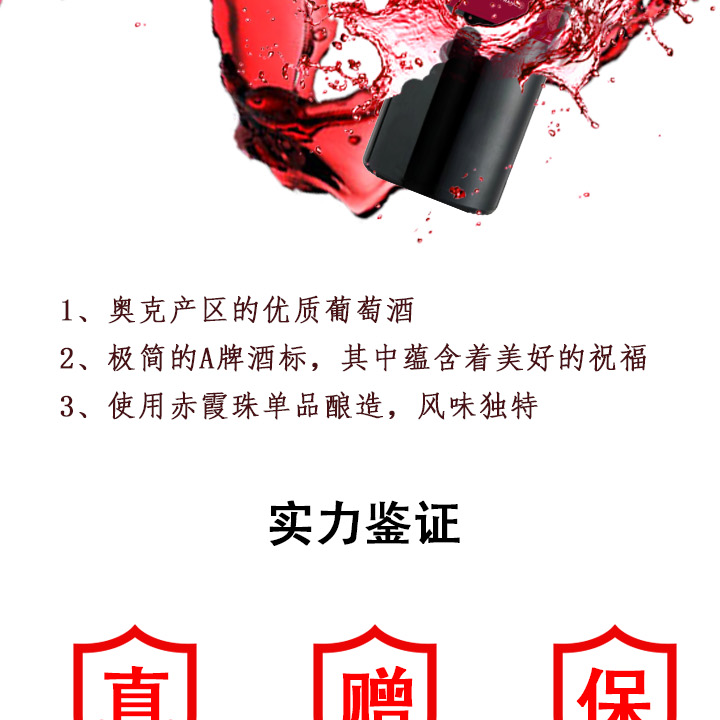 1、奥克产区的优质葡萄酒
2、极简的A牌酒标，其中蕴含着美好的祝福
3、使用赤霞珠单品酿造，风味独特
实力鉴证
真 赠 保